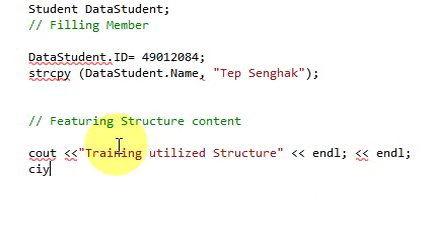 Student DataStudent;
// Filling Member
DataStudent.ID= 49012084;
strcpy (DataStudent.Name, "Tep Senghak");
// Featuring Structure content
cout <<"Training utilized Structure" << endl; << endl;
ciy